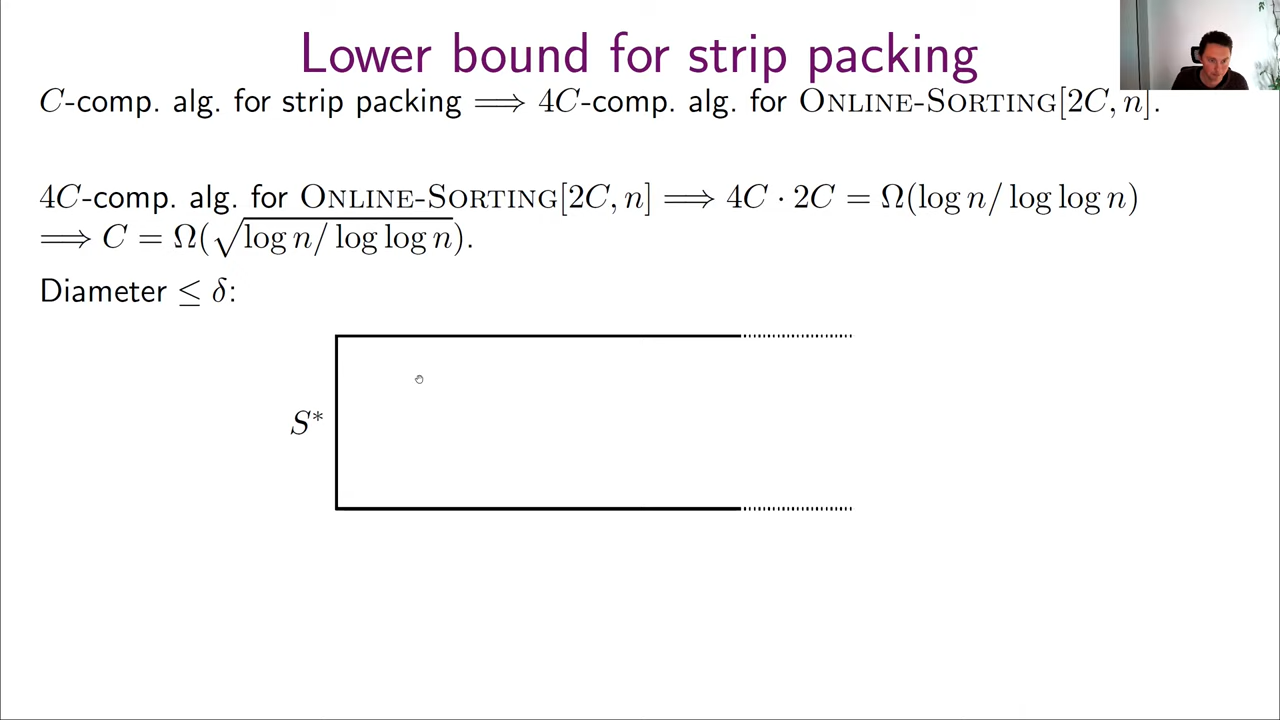 Lower bound for strip packing
C-comp. alg. for strip packing ⟹ 4C-comp. alg. for ONLINE-SORTING[2C, n].
4C-comp. alg. for ONLINE-SORTING[2C, n] ⟹ 4C · 2C = Ω(log n/ log log n)
⟹ C = Ω(√(log n/ log log n)).
Diameter ≤ δ:
S*